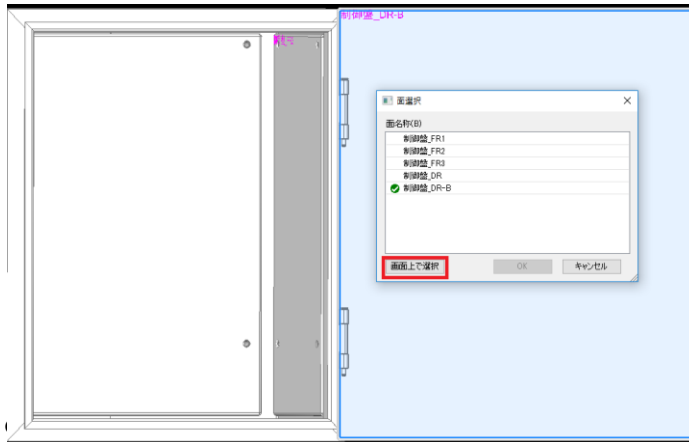 制御盤_DR-B
面選択
面名称(B)
制御盤_FR1
制御盤_FR2
制御盤_FR3
制御盤_DR
制御盤_DR-B
画面上で選択
OK
キャンセル